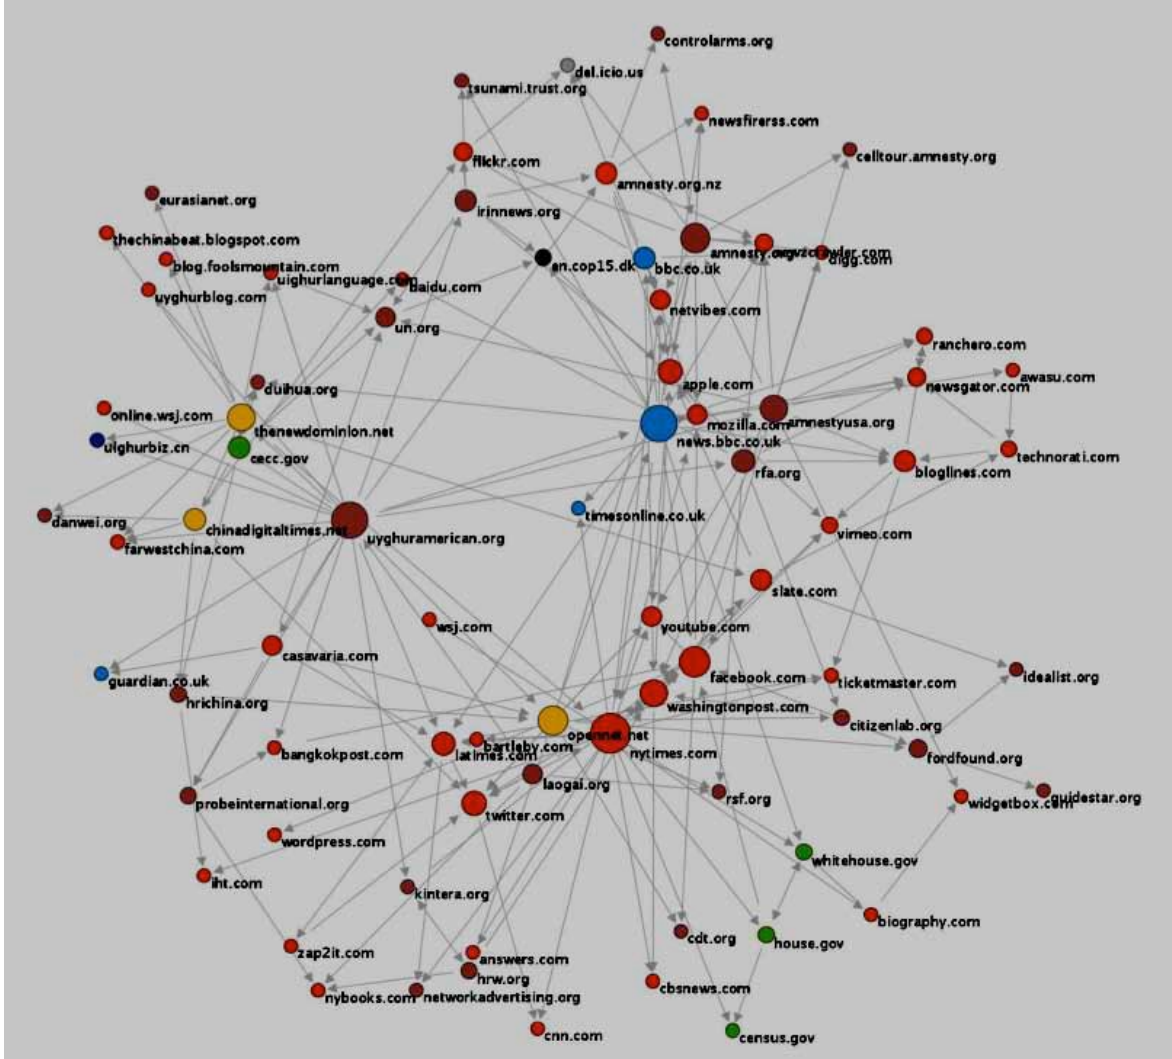 controlarms.org
del.icio.us
tsunami.trust.org
newsfirerss.com
flickr.com
celltour.amnesty.org
amnesty.org.nz
eurasianet.org
irinnews.org
thechinabeat.blogspot.com
blog.foolsmountain.com
en.cop15.dk
bbc.co.uk
digg.com
uighurlanguage.com
baidu.com
uyghurblog.com
netvibes.com
un.org
ranchero.com
apple.com
awasu.com
newsgator.com
duihua.org
online.wsj.com
thenewdominion.net
mozilla.com
amnestyusa.org
news.bbc.co.uk
uighurbiz.cn
cecc.gov
technorati.com
rfa.org
bloglines.com
timesonline.co.uk
danwei.org
chinadigitaltimes.net
uyghuramerican.org
vimeo.com
farwestchina.com
slate.com
wsj.com
youtube.com
casavaria.com
facebook.com
idealist.org
guardian.co.uk
ticketmaster.com
hrichina.org
washingtonpost.com
citizenlab.org
opennet.net
bangkokpost.com
bartleby.com
latimes.com
nytimes.com
fordfound.org
laogai.org
probeinternational.org
rsf.org
widgetbox.com
guidestar.org
twitter.com
wordpress.com
whitehouse.gov
iht.com
kintera.org
biography.com
cdt.org
house.gov
zap2it.com
answers.com
hrw.org
cbsnews.com
nybooks.com
networkadvertising.org
cnn.com
census.gov